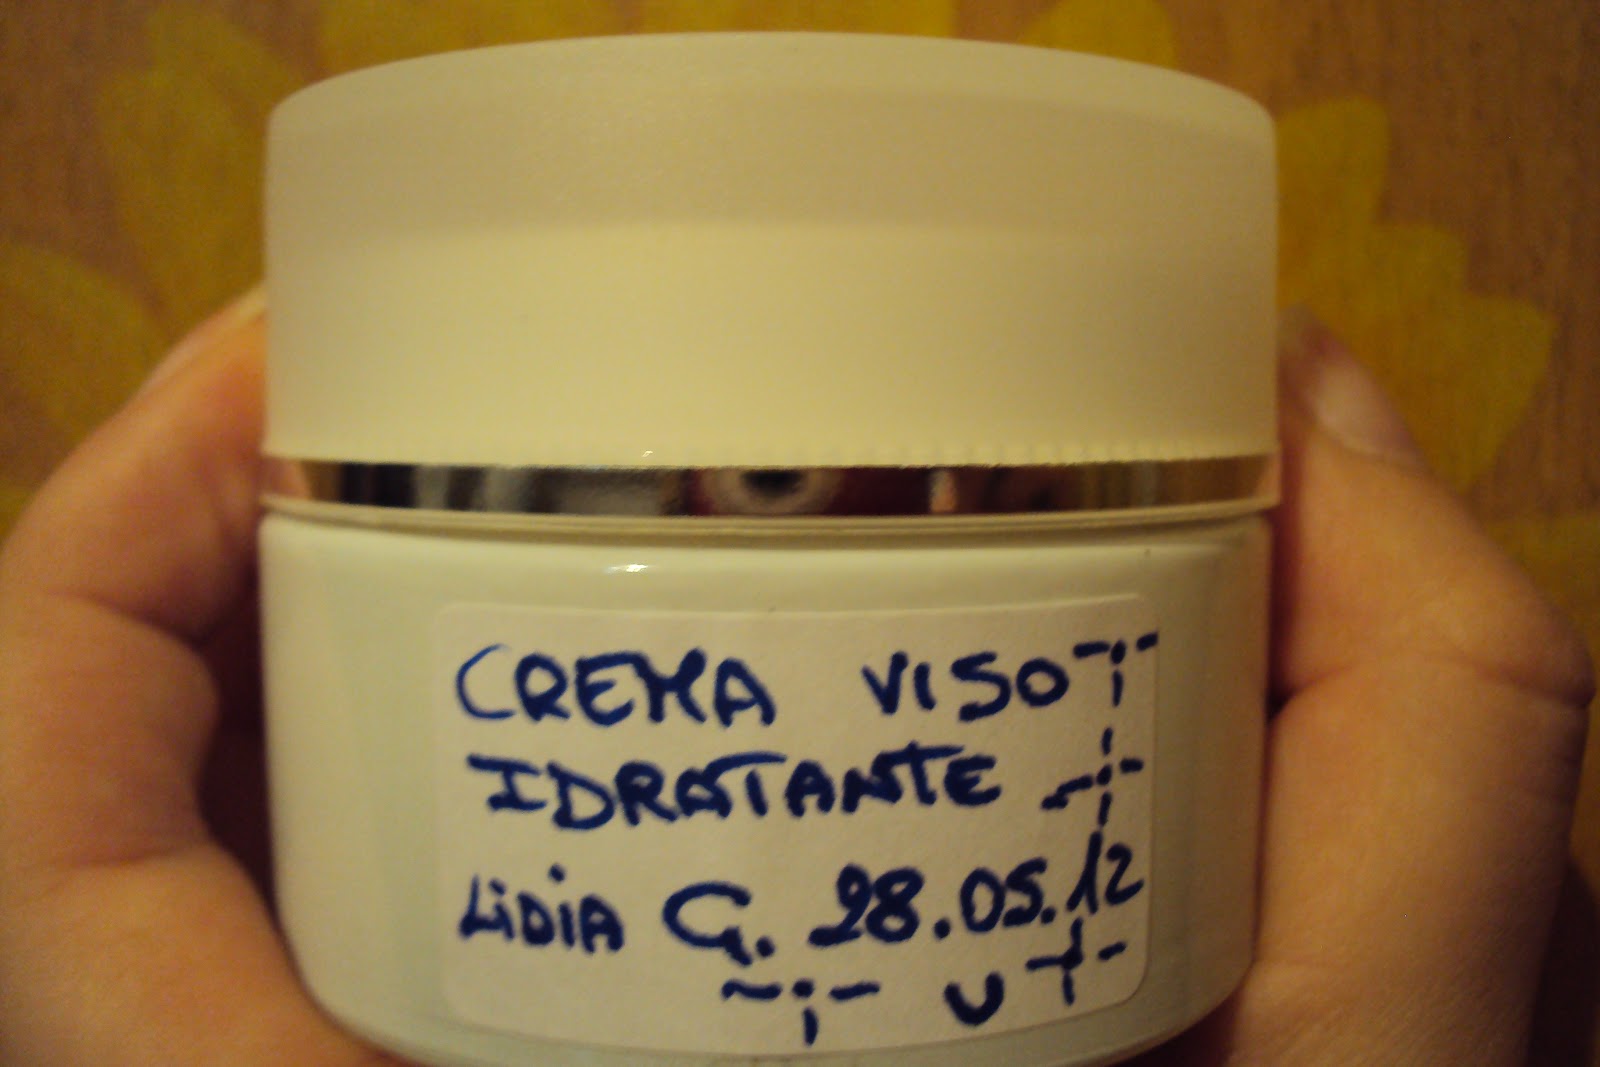 CREMA VISO
IDRATANTE
LIDIA G. 28.05.12